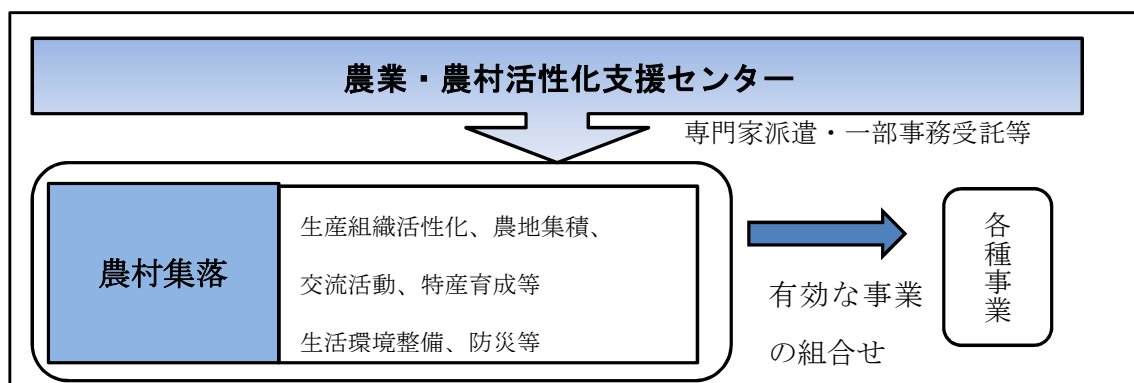 農業・農村活性化支援センター
専門家派遣・一部事務受託等
農村集落
生産組織活性化、農地集積、
交流活動、特産育成等
生活環境整備、防災等
有効な事業
の組合せ
各種事業